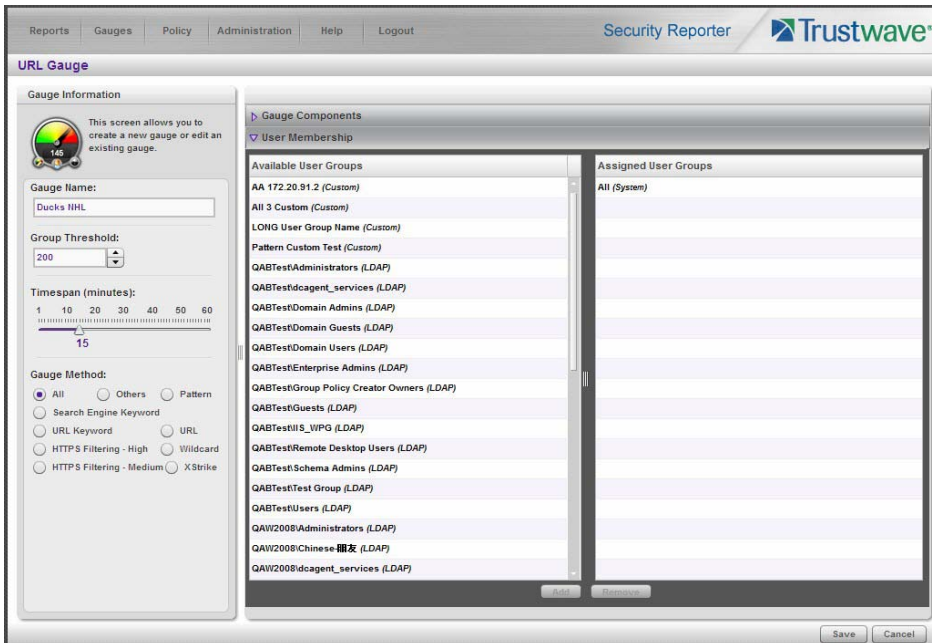 Reports Gauges Policy Administration Help Logout
Security Reporter
Trustwave®
URL Gauge
Gauge Information
145
This screen allows you to
create a new gauge or edit an
existing gauge.
Gauge Name:
Ducks NHL
Group Threshold:
200
Timespan (minutes):
1 10 20 30 40 50 60
15
Gauge Method:
All Others Pattern
Search Engine Keyword
URL Keyword URL
HTTPS Filtering - High Wildcard
HTTPS Filtering - Medium XStrike
Gauge Components
User Membership
Available User Groups
AA 172.20.91.2 (Custom)
All 3 Custom (Custom)
LONG User Group Name (Custom)
Pattern Custom Test (Custom)
QABTest\Administrators (LDAP)
QABTest\dcagent_services (LDAP)
QABTest\Domain Admins (LDAP)
QABTest\Domain Guests (LDAP)
QABTest\Domain Users (LDAP)
QABTest\Enterprise Admins (LDAP)
QABTest\Group Policy Creator Owners (LDAP)
QABTest\Guests (LDAP)
QABTest\IIS_WPG (LDAP)
QABTest\Remote Desktop Users (LDAP)
QABTest\Schema Admins (LDAP)
QABTest\Test Group (LDAP)
QABTest\Users (LDAP)
QAW2008\Administrators (LDAP)
QAW2008\Chinese-朋友 (LDAP)
QAW2008\dcagent_services (LDAP)
Assigned User Groups
All (System)
Add Remove
Save Cancel